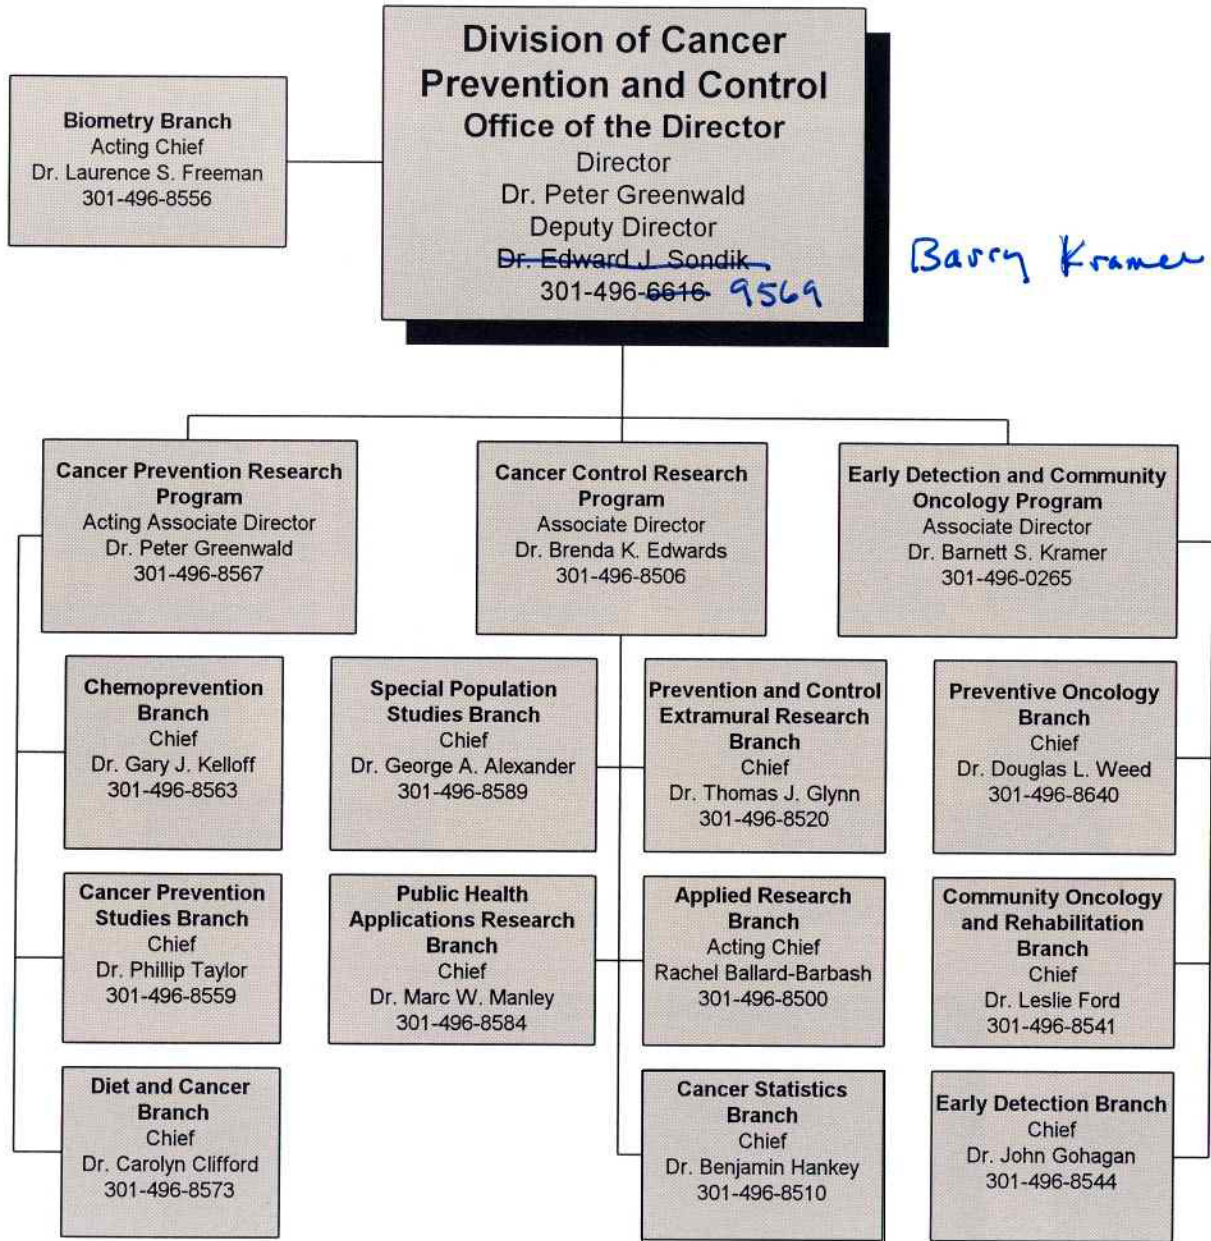 Division of Cancer
Prevention and Control
Office of the Director
Director
Dr. Peter Greenwald
Deputy Director
Dr. Edward J. Sondik
301-496-6616 9569
Barry Kramer
Biometry Branch
Acting Chief
Dr. Laurence S. Freeman
301-496-8556
Cancer Prevention Research
Program
Acting Associate Director
Dr. Peter Greenwald
301-496-8567
Cancer Control Research
Program
Associate Director
Dr. Brenda K. Edwards
301-496-8506
Early Detection and Community
Oncology Program
Associate Director
Dr. Barnett S. Kramer
301-496-0265
Chemoprevention
Branch
Chief
Dr. Gary J. Kelloff
301-496-8563
Special Population
Studies Branch
Chief
Dr. George A. Alexander
301-496-8589
Prevention and Control
Extramural Research
Branch
Chief
Dr. Thomas J. Glynn
301-496-8520
Preventive Oncology
Branch
Chief
Dr. Douglas L. Weed
301-496-8640
Cancer Prevention
Studies Branch
Chief
Dr. Phillip Taylor
301-496-8559
Public Health
Applications Research
Branch
Chief
Dr. Marc W. Manley
301-496-8584
Applied Research
Branch
Acting Chief
Rachel Ballard-Barbash
301-496-8500
Community Oncology
and Rehabilitation
Branch
Chief
Dr. Leslie Ford
301-496-8541
Diet and Cancer
Branch
Chief
Dr. Carolyn Clifford
301-496-8573
Cancer Statistics
Branch
Chief
Dr. Benjamin Hankey
301-496-8510
Early Detection Branch
Chief
Dr. John Gohagan
301-496-8544